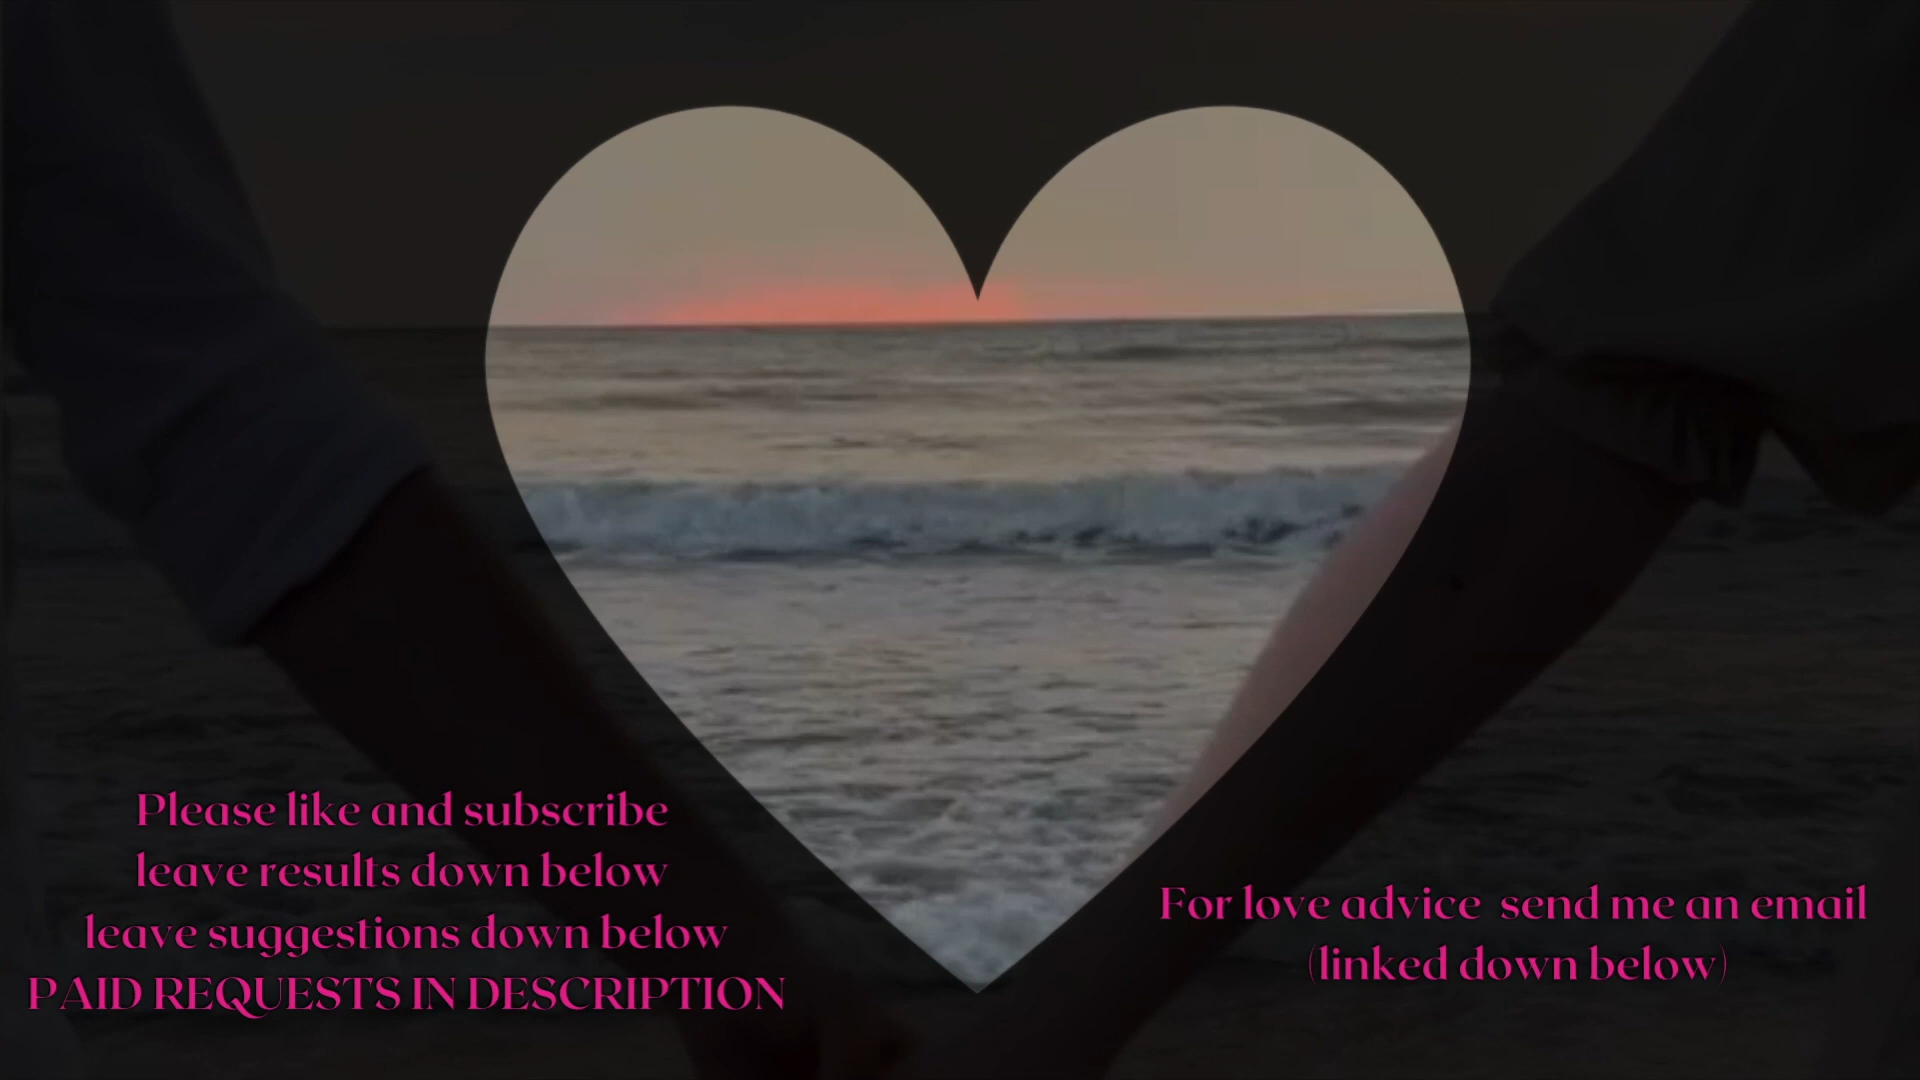 Please like and subscribe
leave results down below
leave suggestions down below
PAID REQUESTS IN DESCRIPTION
For love advice send me an email
(linked down below)